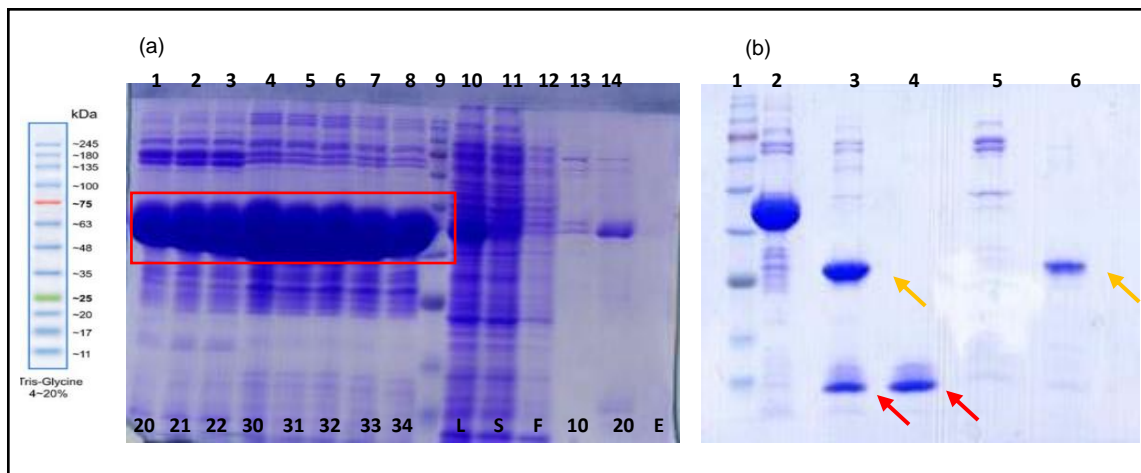 (a)
(b)
1 2 3 4 5 6 7 8 9 10 11 12 13 14
1 2 3 4 5 6
kDa
~245
~180
~135
~100
~75
~63
~48
~35
~25
~20
~17
~11
Tris-Glycine
4~20%
20 21 22 30 31 32 33 34 L S F 10 20 E